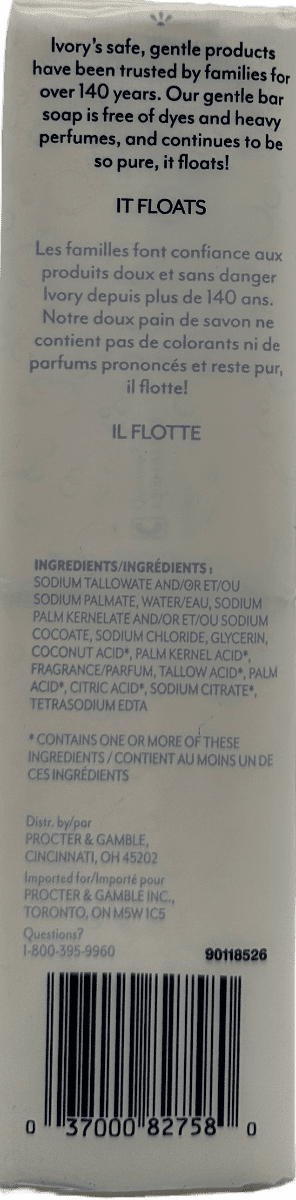 Ivory's safe, gentle products
have been trusted by families for
over 140 years. Our gentle bar
soap is free of dyes and heavy
perfumes, and continues to be
so pure, it floats!
IT FLOATS
Les familles font confiance aux
produits doux et sans danger
Ivory depuis plus de 140 ans.
Notre doux pain de savon ne
contient pas de colorants ni de
parfums prononcés et reste pur,
il flotte!
IL FLOTTE
INGREDIENTS/INGRÉDIENTS :
SODIUM TALLOWATE AND/OR ET/OU
SODIUM PALMATE, WATER/EAU, SODIUM
PALM KERNELATE AND/OR ET/OU SODIUM
COCOATE, SODIUM CHLORIDE, GLYCERIN,
COCONUT ACID*, PALM KERNEL ACID*,
FRAGRANCE/PARFUM, TALLOW ACID*, PALM
ACID*, CITRIC ACID*, SODIUM CITRATE*,
TETRASODIUM EDTA
* CONTAINS ONE OR MORE OF THESE
INGREDIENTS / CONTIENT AU MOINS UN DE
CES INGRÉDIENTS
Distr. by/par
PROCTER & GAMBLE,
CINCINNATI, OH 45202
Imported for/Importé pour
PROCTER & GAMBLE INC.,
TORONTO, ON M5W 1C5
Questions?
1-800-395-9960
90118526
0 37000 82758 0